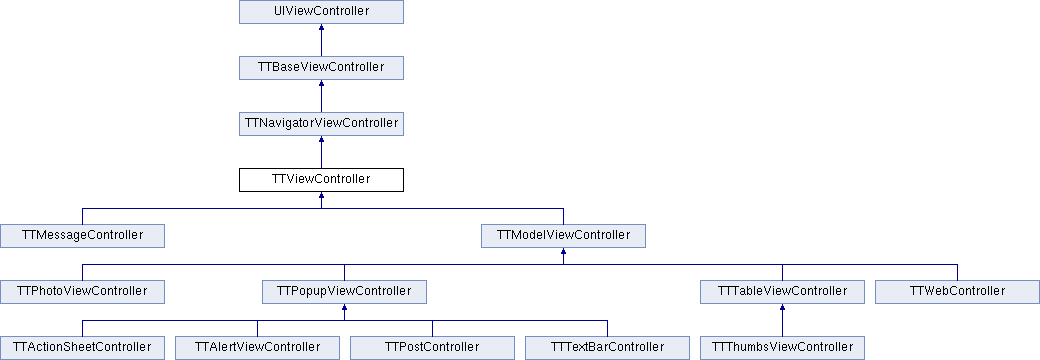 UIViewController
TTBaseViewController
TTNavigatorViewController
TTViewController
TTMessageController
TTModelViewController
TTPhotoViewController
TTPopupViewController
TTTableViewController
TTWebController
TTActionSheetController
TTAlertViewController
TTPostController
TTTextBarController
TTThumbsViewController